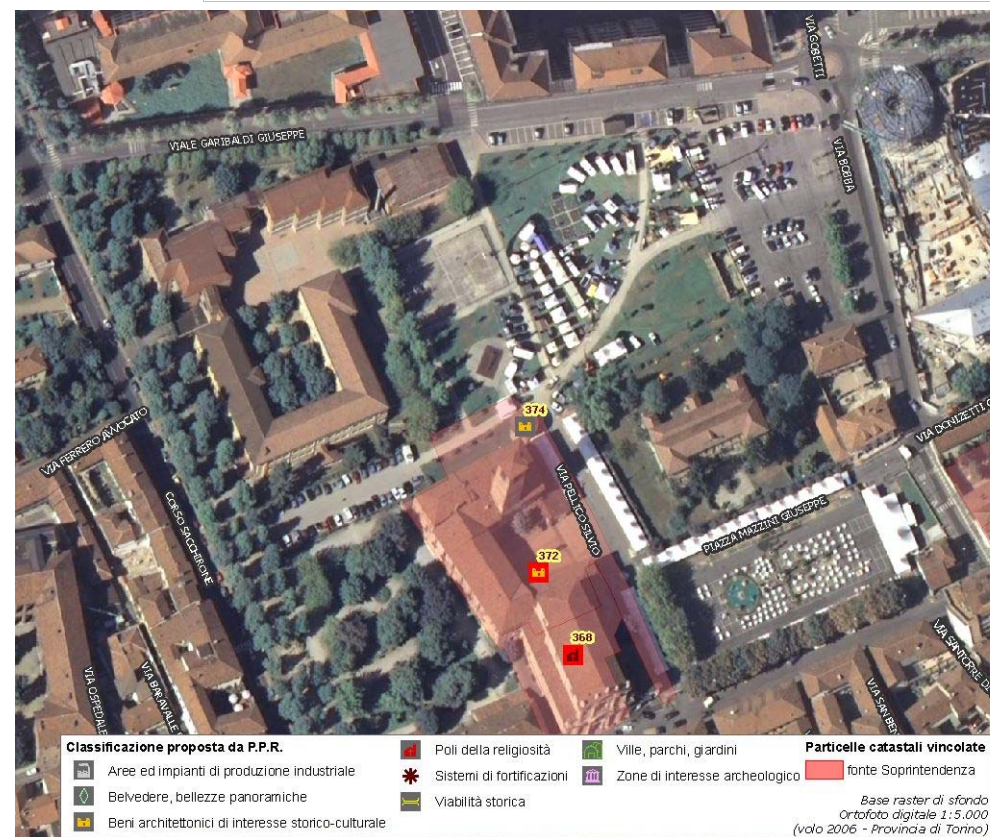 VIA GOBETTI
VIALE GARIBALDI GIUSEPPE
VIA BOBBA
374
VIA FERRERO AVVOCATO
VIA DONIZETTI G
VIA PELLICO SILVIO
PIAZZA MAZZINI GIUSEPPE
CORSO SACCHIRONE
372
368
VIA OSPEDALE
VIA BARAVALLE
VIA SANTORRE DI
VIA SAN BEN
Classificazione proposta da P.P.R.
Aree ed impianti di produzione industriale
Belvedere, bellezze panoramiche
Beni architettonici di interesse storico-culturale
Poli della religiosità
Sistemi di fortificazioni
Viabilità storica
Ville, parchi, giardini
Zone di interesse archeologico
Particelle catastali vincolate
fonte Soprintendenza
Base raster di sfondo
Ortofoto digitale 1:5.000
(volo 2006 - Provincia di Torino)